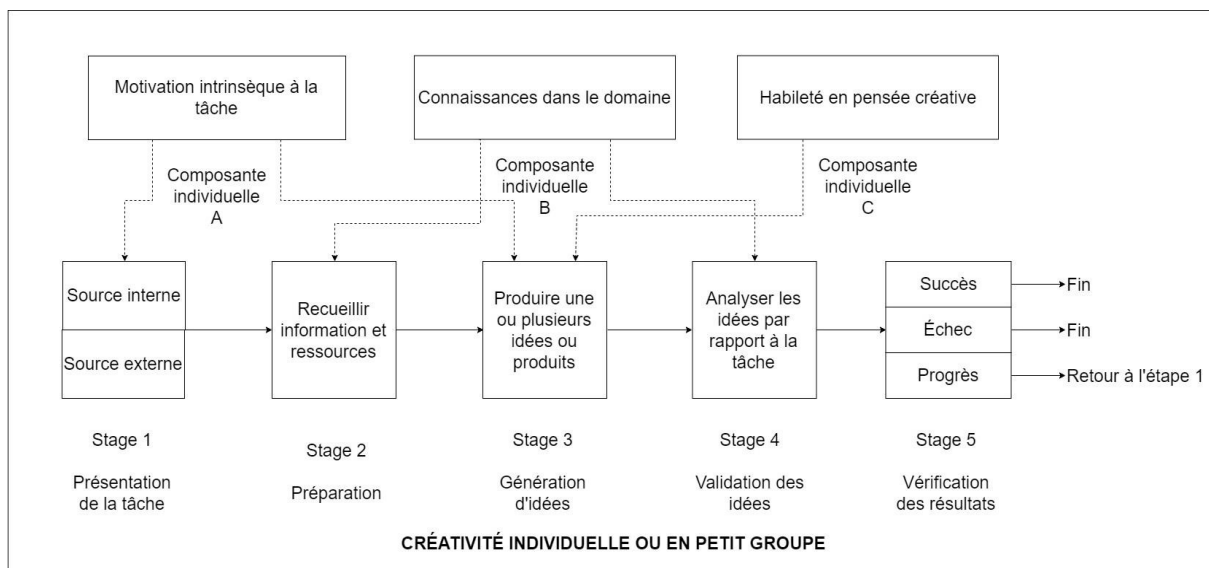 Motivation intrinsèque à la
tâche
Connaissances dans le domaine
Habileté en pensée créative
Composante
individuelle
A
Composante
individuelle
B
Composante
individuelle
C
Source interne
Source externe
Recueillir
information et
ressources
Produire une
ou plusieurs
idées ou
produits
Analyser les
idées par
rapport à la
tâche
Succès
Échec
Progrès
Fin
Fin
Retour à l'étape 1
Stage 1
Présentation
de la tâche
Stage 2
Préparation
Stage 3
Génération
d'idées
Stage 4
Validation des
idées
Stage 5
Vérification
des résultats
CRÉATIVITÉ INDIVIDUELLE OU EN PETIT GROUPE